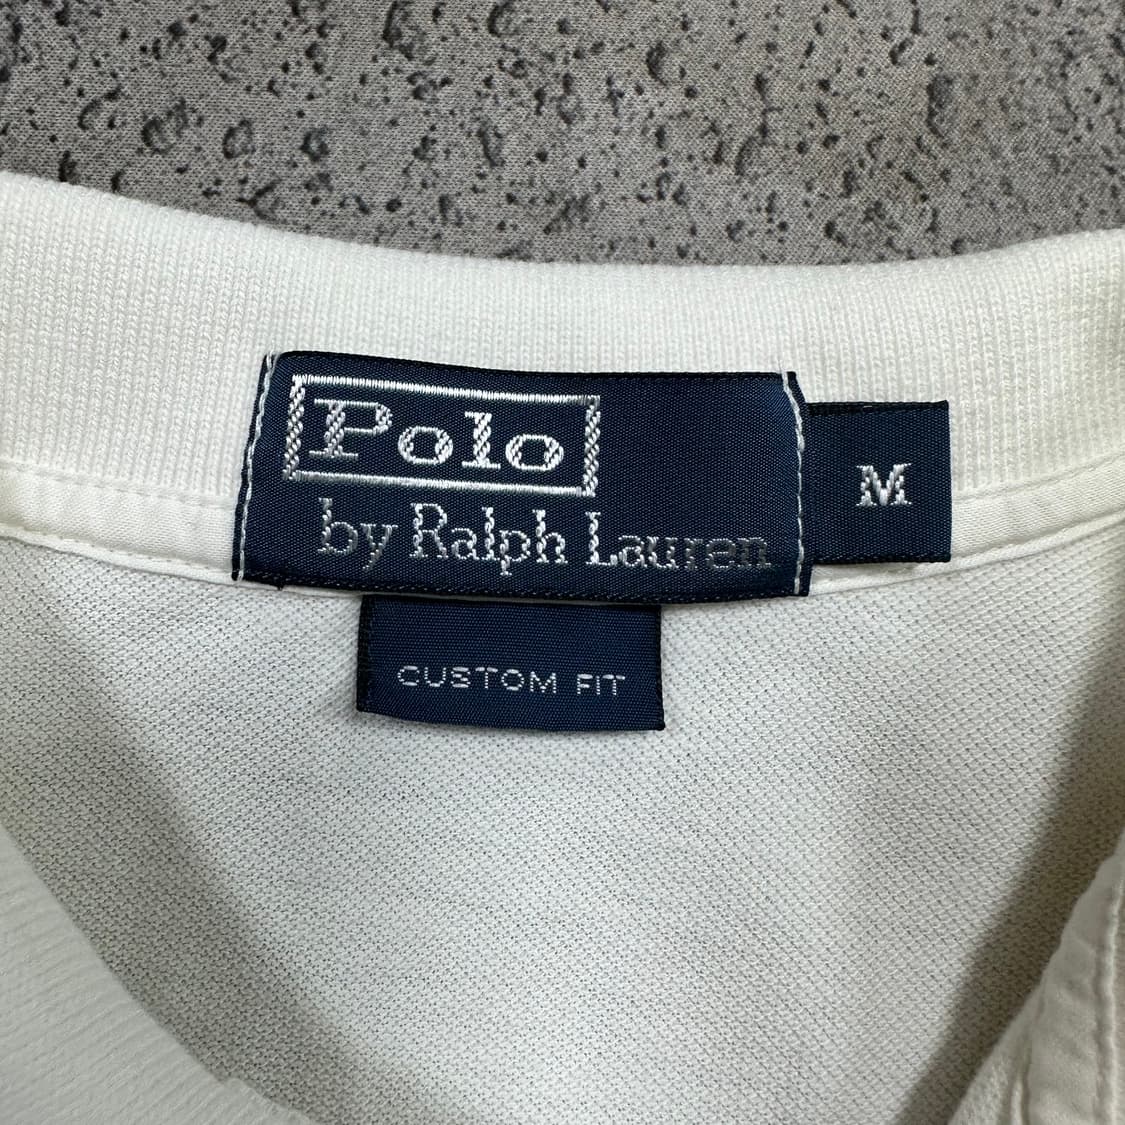 Polo
by Ralph Lauren
M
CUSTOM FIT